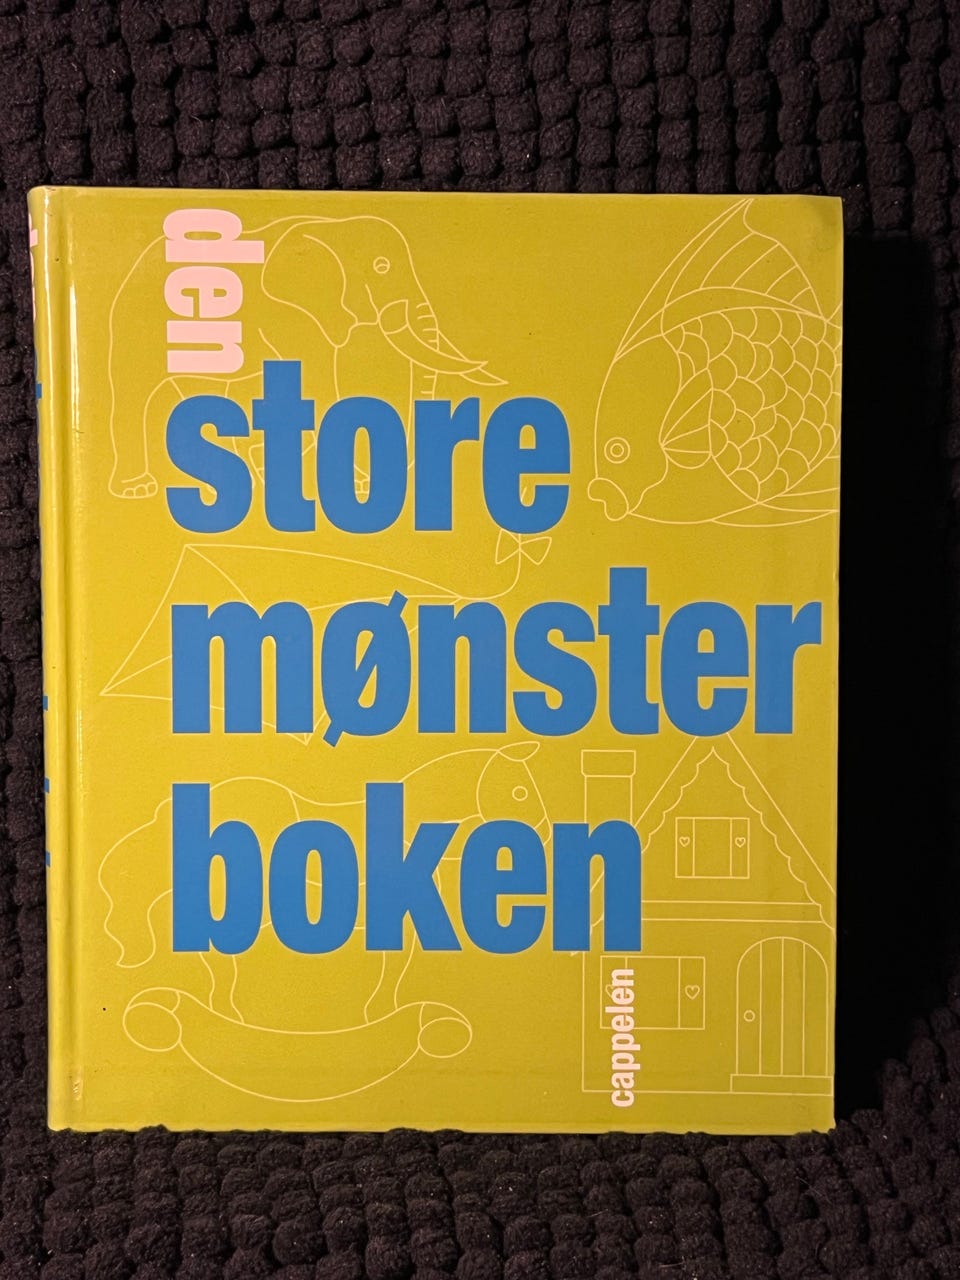 den
store
mønster
boken
cappelen